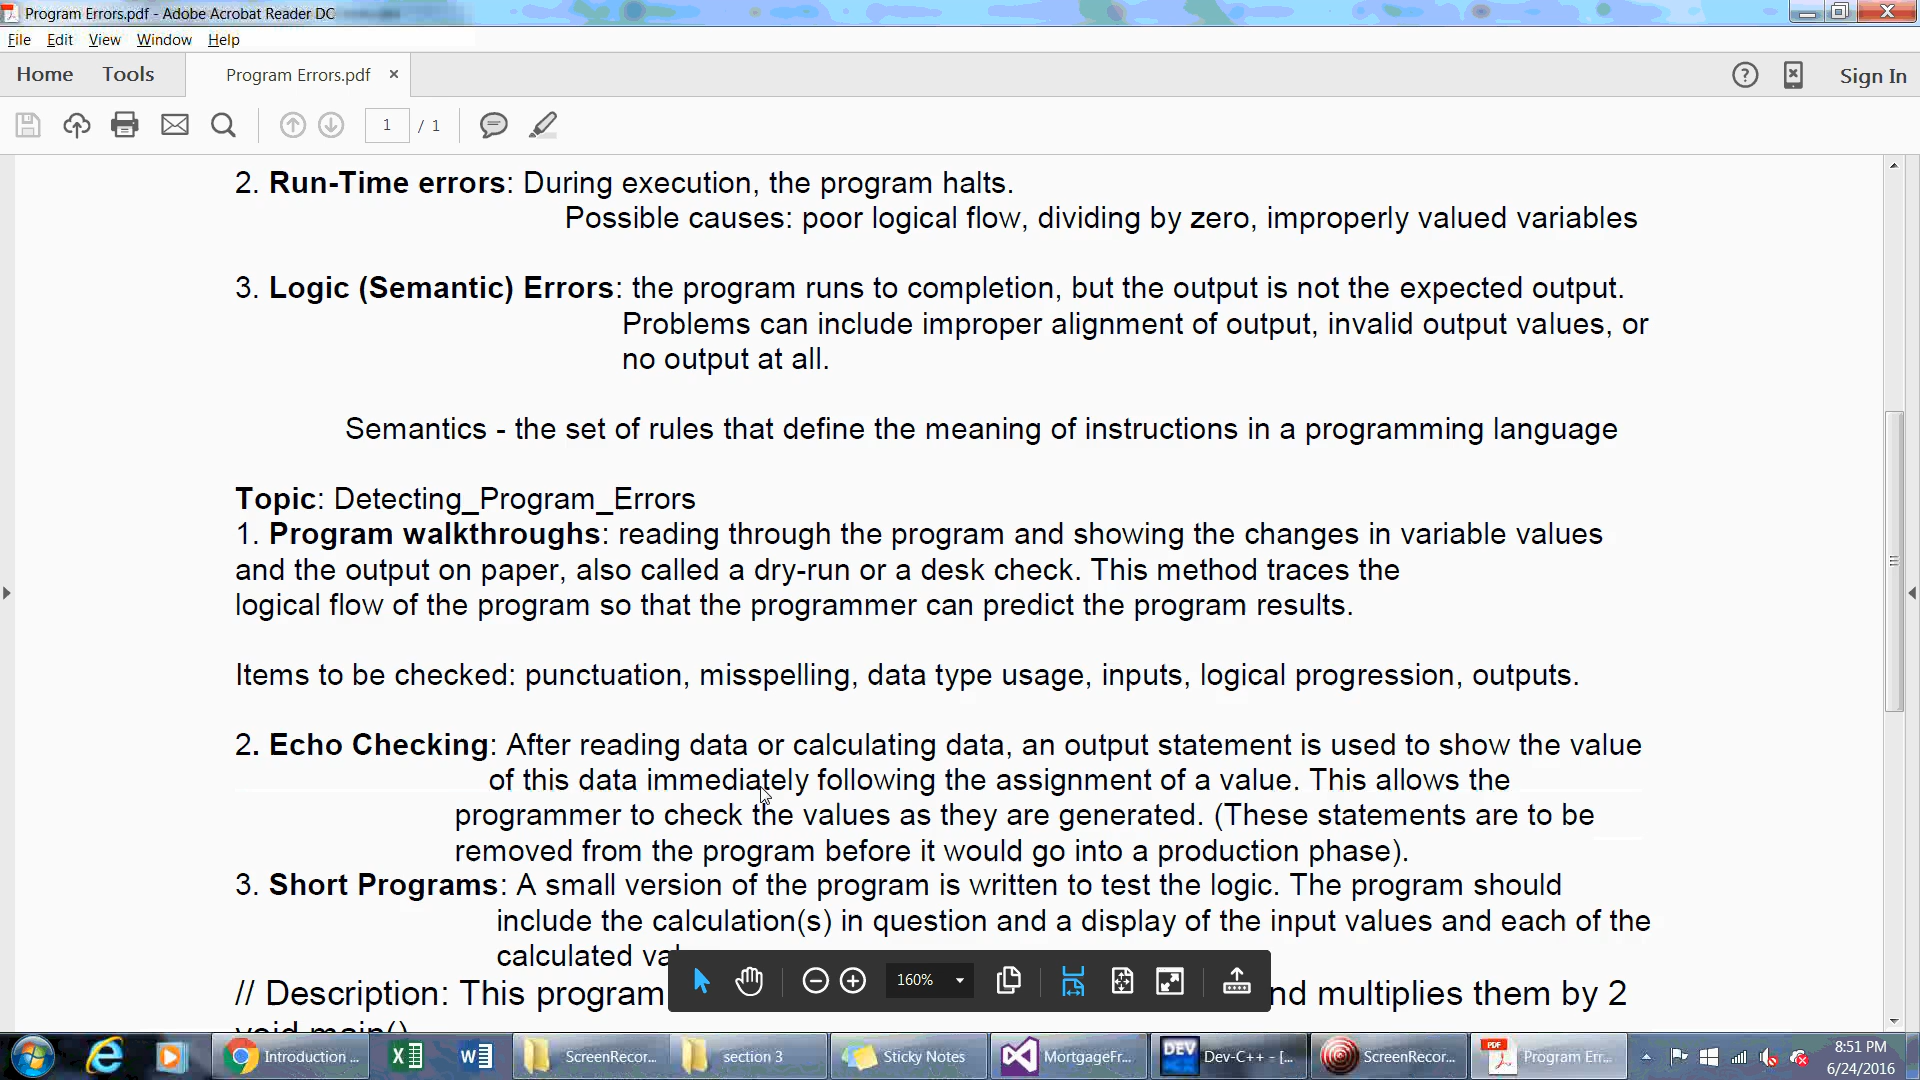 Program Errors.pdf - Adobe Acrobat Reader DC
File Edit View Window Help
Home Tools Program Errors.pdf × Sign In
1 / 1
2. Run-Time errors: During execution, the program halts.
Possible causes: poor logical flow, dividing by zero, improperly valued variables
3. Logic (Semantic) Errors: the program runs to completion, but the output is not the expected output.
Problems can include improper alignment of output, invalid output values, or
no output at all.
Semantics - the set of rules that define the meaning of instructions in a programming language
Topic: Detecting_Program_Errors
1. Program walkthroughs: reading through the program and showing the changes in variable values
and the output on paper, also called a dry-run or a desk check. This method traces the
logical flow of the program so that the programmer can predict the program results.
Items to be checked: punctuation, misspelling, data type usage, inputs, logical progression, outputs.
2. Echo Checking: After reading data or calculating data, an output statement is used to show the value
of this data immediately following the assignment of a value. This allows the
programmer to check the values as they are generated. (These statements are to be
removed from the program before it would go into a production phase).
3. Short Programs: A small version of the program is written to test the logic. The program should
include the calculation(s) in question and a display of the input values and each of the
calculated
160%
// Description: This program nd multiplies them by 2
void main()
Introduction ... ScreenRecor... section 3 Sticky Notes MortgageFr... DEV Dev-C++ - [... ScreenRecor... PDF Program Err...
8:51 PM
6/24/2016